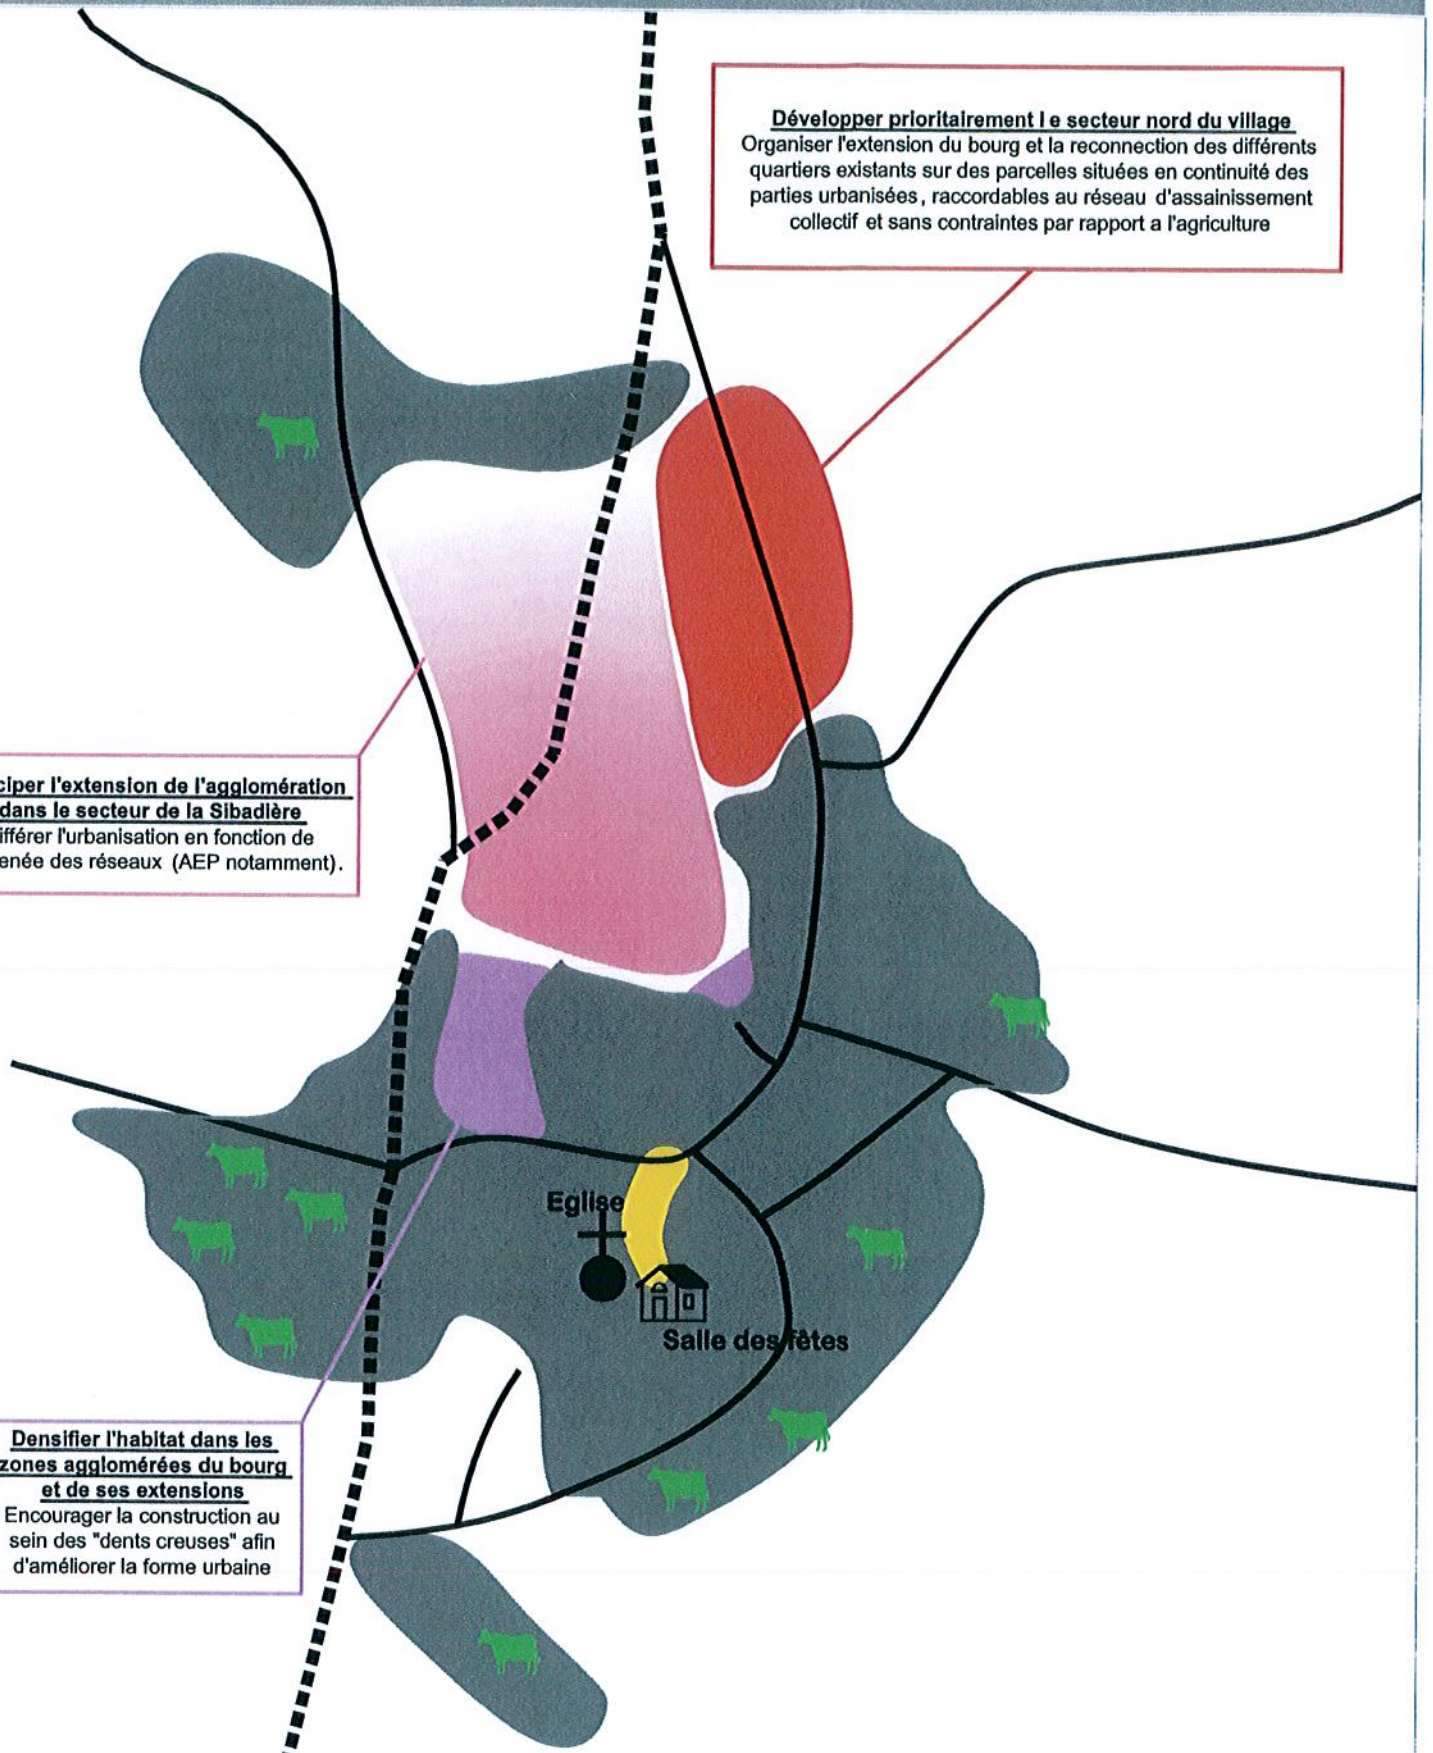 Développer prioritairement l e secteur nord du village
Organiser l'extension du bourg et la reconnection des différents
quartiers existants sur des parcelles situées en continuité des
parties urbanisées, raccordables au réseau d'assainissement
collectif et sans contraintes par rapport a l'agriculture
ciper l'extension de l'agglomération
dans le secteur de la Sibadière
ifférer l'urbanisation en fonction de
enée des réseaux (AEP notamment).
Eglise
Salle des fêtes
Densifier l'habitat dans les
zones agglomérées du bourg
et de ses extensions
Encourager la construction au
sein des "dents creuses" afin
d'améliorer la forme urbaine